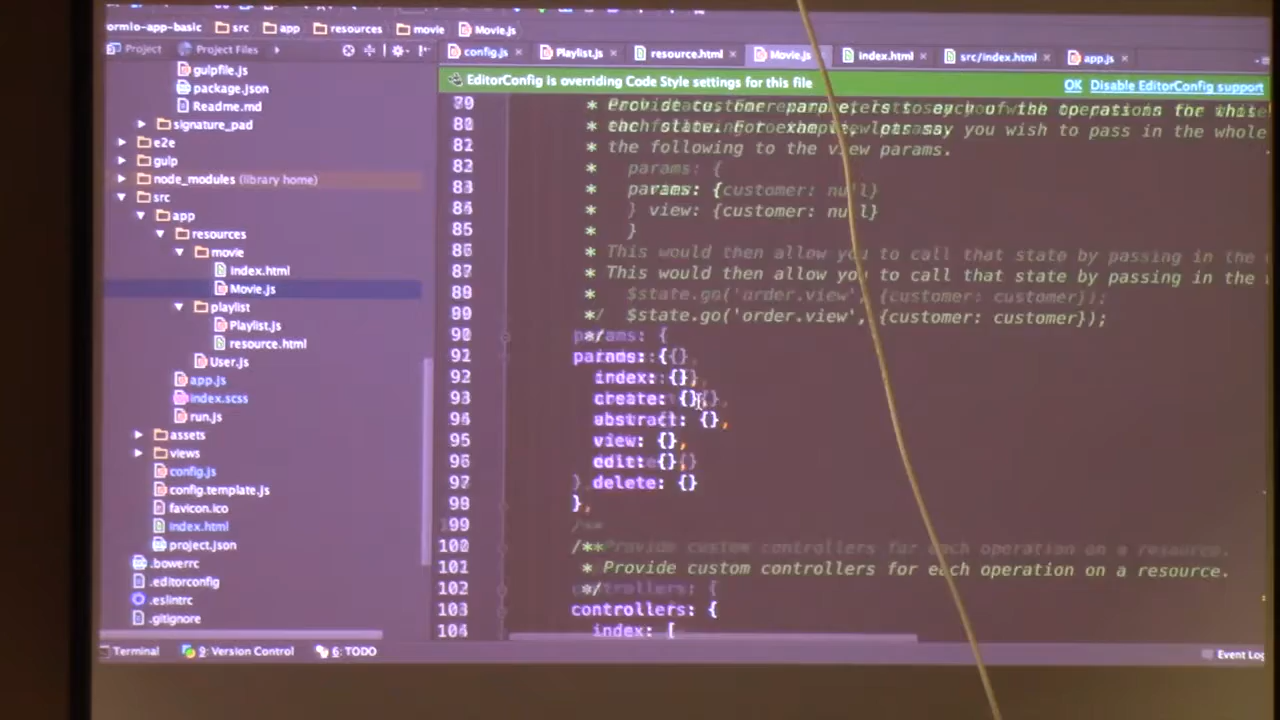 ormio-app-basic src app resources movie Movie.js
Project Project Files
config.js Playlist.js resource.html Movie.js index.html src/index.html app.js
EditorConfig is overriding Code Style settings for this file OK Disable EditorConfig support
gulpfile.js
package.json
Readme.md
signature_pad
e2e
gulp
node_modules (library home)
src
app
resources
movie
index.html
Movie.js
playlist
Playlist.js
resource.html
User.js
app.js
index.scss
run.js
assets
views
config.js
config.template.js
favicon.ico
index.html
project.json
.bowerrc
.editorconfig
.eslintrc
.gitignore
80
81
82 * the following to the view params.
83 * params: {
84 * view: {customer: null}
85 * }
86 *
87 * This would then allow you to call that state by passing in the
88 *
89 * $state.go('order.view', {customer: customer});
90 */
91 params: {
92 index: {},
93 create: {},
94 abstract: {},
95 view: {},
96 edit: {},
97 delete: {}
98 },
99
100 /**
101 * Provide custom controllers for each operation on a resource.
102 */
103 controllers: {
104 index: [
Terminal 9: Version Control 6: TODO Event Log